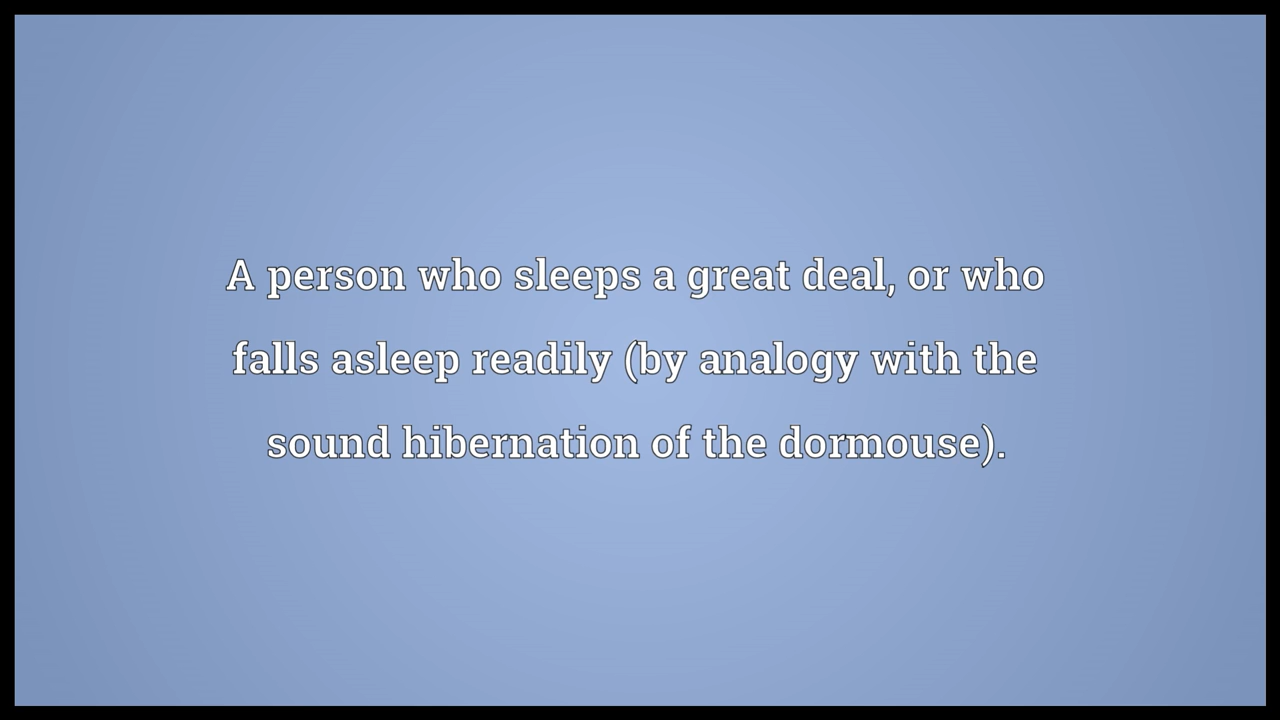 A person who sleeps a great deal, or who
falls asleep readily (by analogy with the
sound hibernation of the dormouse).